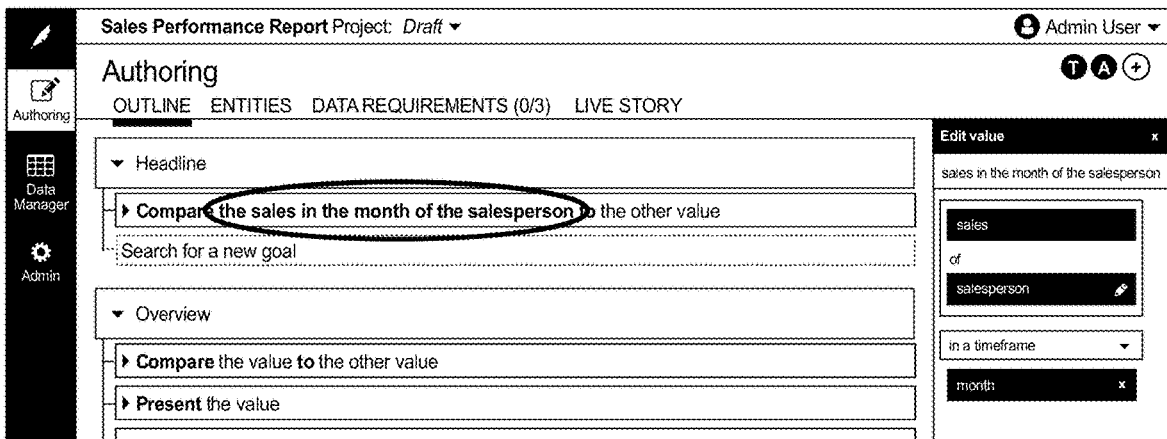 Sales Performance Report Project: Draft
Admin User
Authoring
T A +
OUTLINE ENTITIES DATA REQUIREMENTS (0/3) LIVE STORY
Authoring
Data
Manager
Admin
Headline
Compare the sales in the month of the salesperson to the other value
Search for a new goal
Overview
Compare the value to the other value
Present the value
Edit value x
sales in the month of the salesperson
sales
of
salesperson
in a timeframe
month x